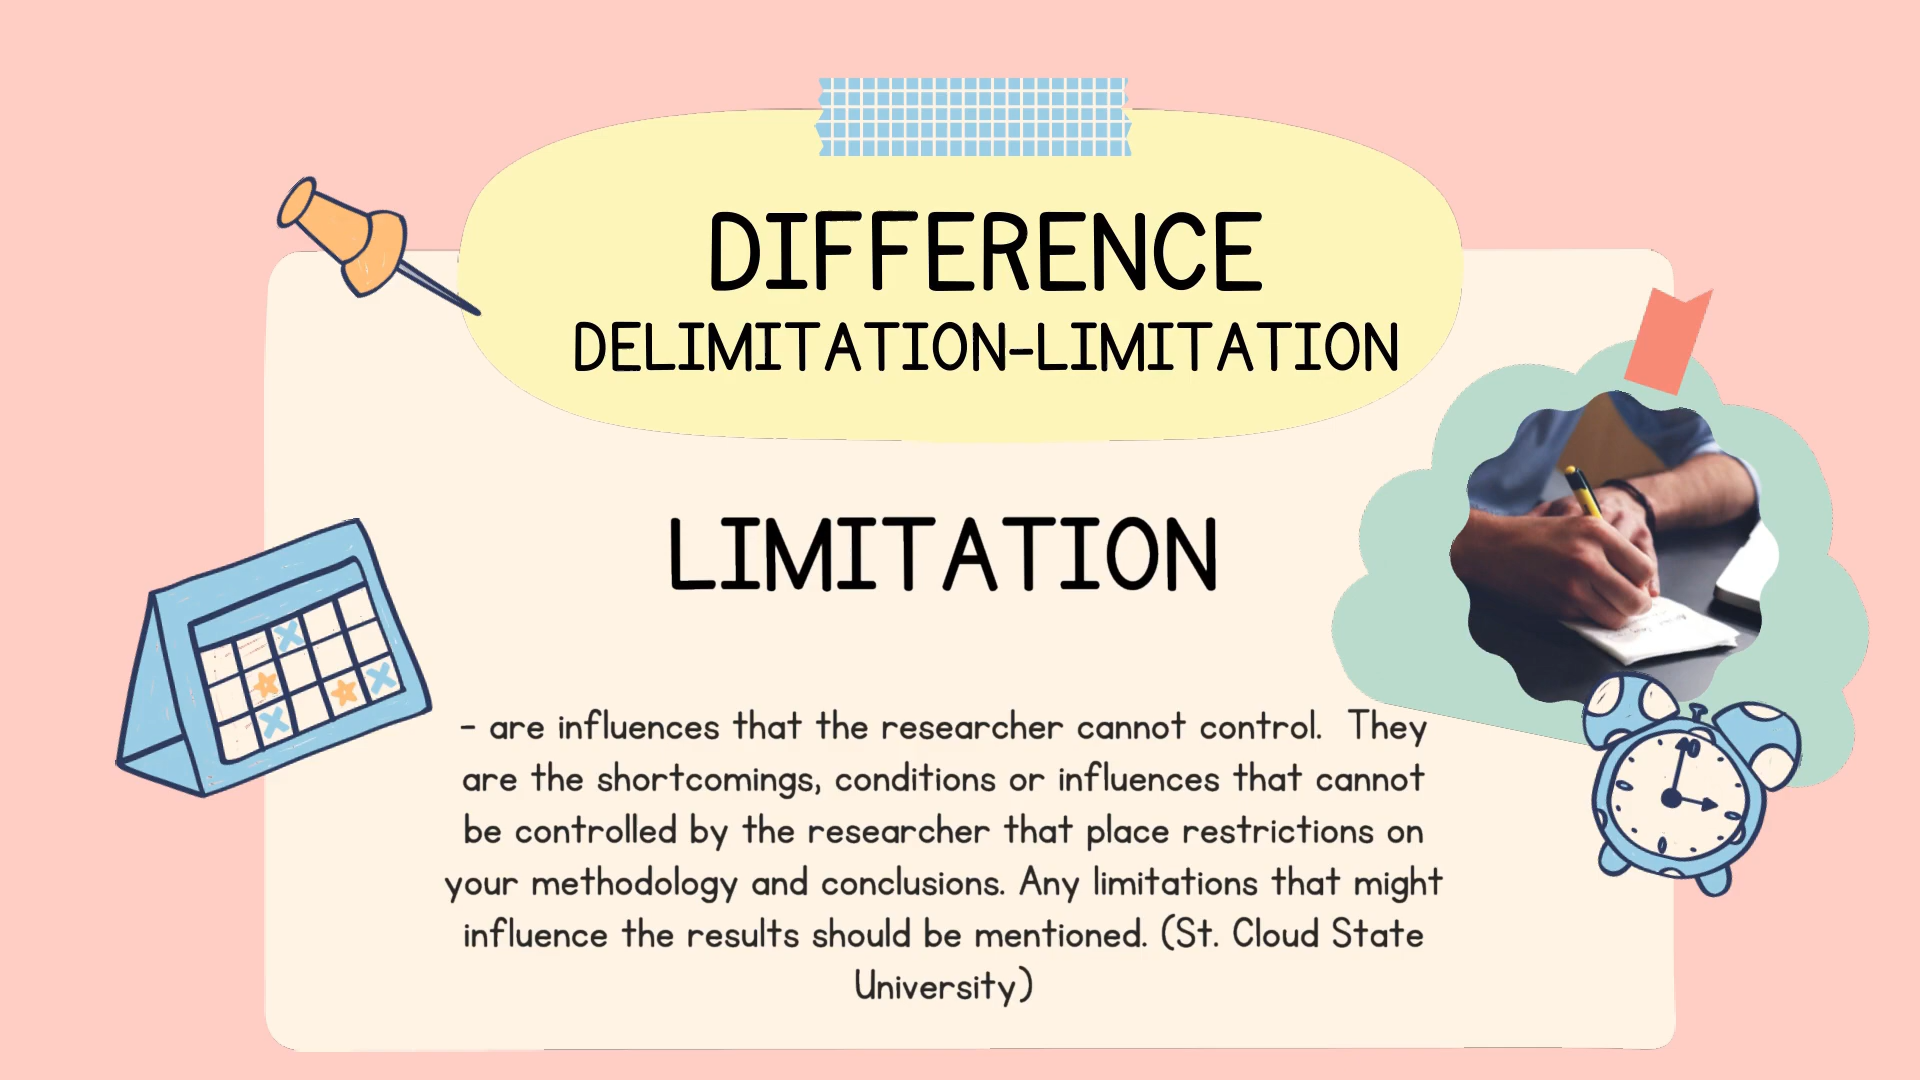 DIFFERENCE
DELIMITATION-LIMITATION
LIMITATION
- are influences that the researcher cannot control.  They
are the shortcomings, conditions or influences that cannot
be controlled by the researcher that place restrictions on
your methodology and conclusions. Any limitations that might
influence the results should be mentioned. (St. Cloud State
University)